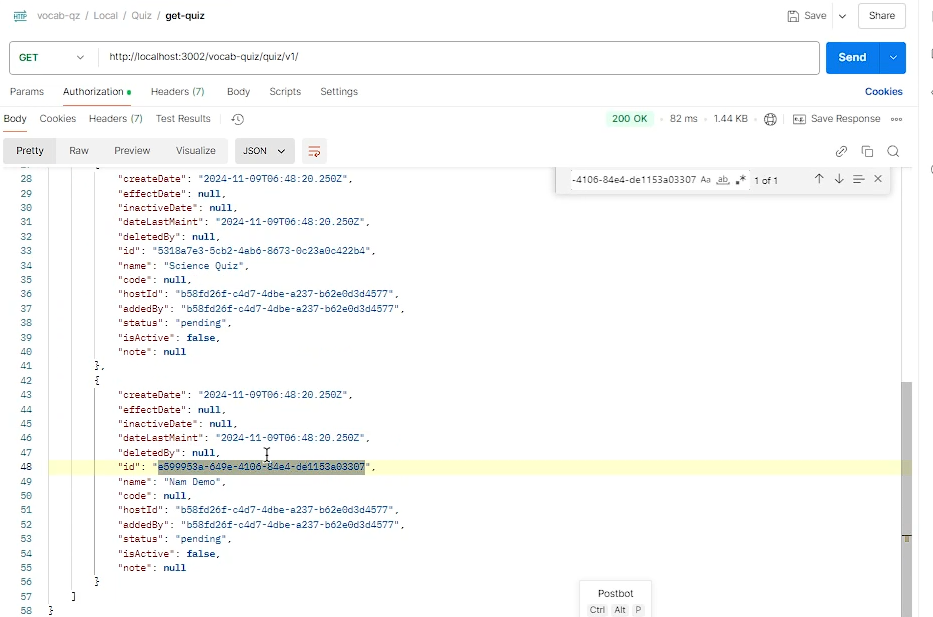 HTTP vocab-qz / Local / Quiz / get-quiz Save Share
GET http://localhost:3002/vocab-quiz/quiz/v1/ Send
Params Authorization Headers (7) Body Scripts Settings Cookies
Body Cookies Headers (7) Test Results 200 OK 82 ms 1.44 KB Save Response
Pretty Raw Preview Visualize JSON
-4106-84e4-de1153a03307 Aa ab 1 of 1
28 "createDate": "2024-11-09T06:48:20.250Z",
29 "effectDate": null,
30 "inactiveDate": null,
31 "dateLastMaint": "2024-11-09T06:48:20.250Z",
32 "deletedBy": null,
33 "id": "5318a7e3-5cb2-4ab6-8673-0c23a0c422b4",
34 "name": "Science Quiz",
35 "code": null,
36 "hostId": "b58fd26f-c4d7-4dbe-a237-b62e0d3d4577",
37 "addedBy": "b58fd26f-c4d7-4dbe-a237-b62e0d3d4577",
38 "status": "pending",
39 "isActive": false,
40 "note": null
41 },
42 {
43 "createDate": "2024-11-09T06:48:20.250Z",
44 "effectDate": null,
45 "inactiveDate": null,
46 "dateLastMaint": "2024-11-09T06:48:20.250Z",
47 "deletedBy": null,
48 "id": "e599953a-649e-4106-84e4-de1153a03307",
49 "name": "Nam Demo",
50 "code": null,
51 "hostId": "b58fd26f-c4d7-4dbe-a237-b62e0d3d4577",
52 "addedBy": "b58fd26f-c4d7-4dbe-a237-b62e0d3d4577",
53 "status": "pending",
54 "isActive": false,
55 "note": null
56 }
57 ]
58 }
Postbot
Ctrl Alt P